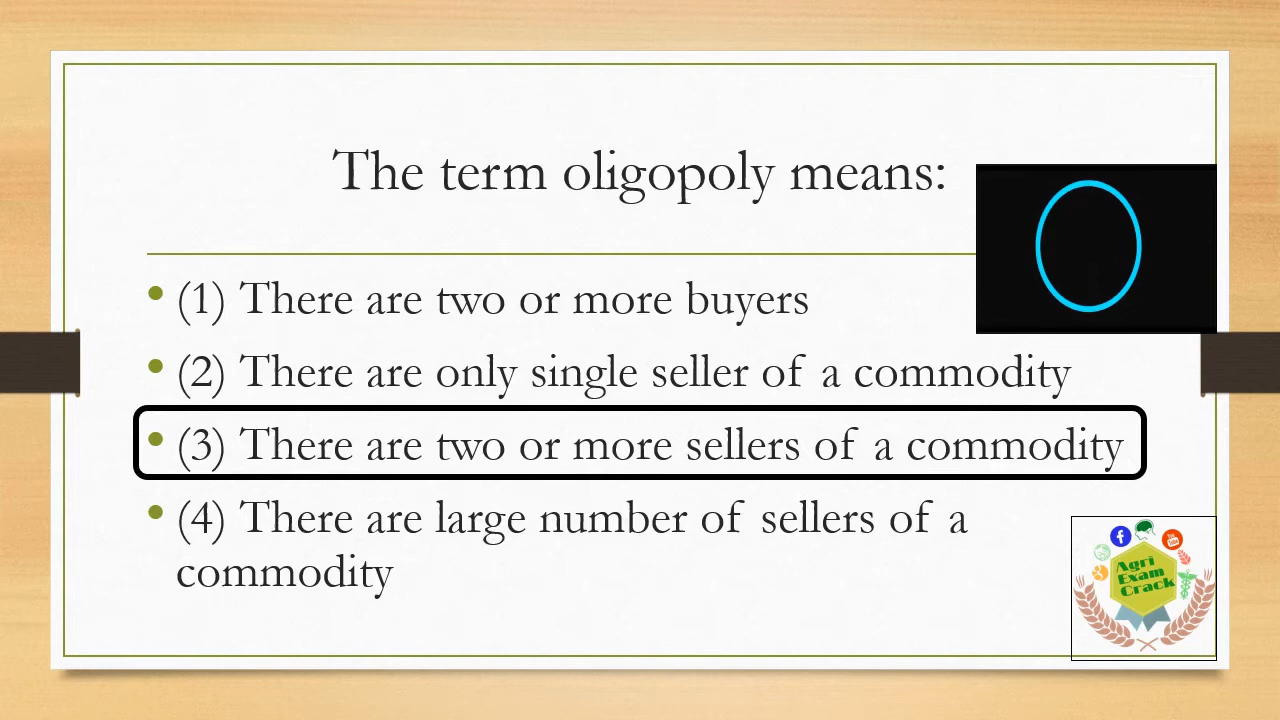 The term oligopoly means:
• (1) There are two or more buyers
• (2) There are only single seller of a commodity
• (3) There are two or more sellers of a commodity
• (4) There are large number of sellers of a
commodity
Agri
Exam
Crack